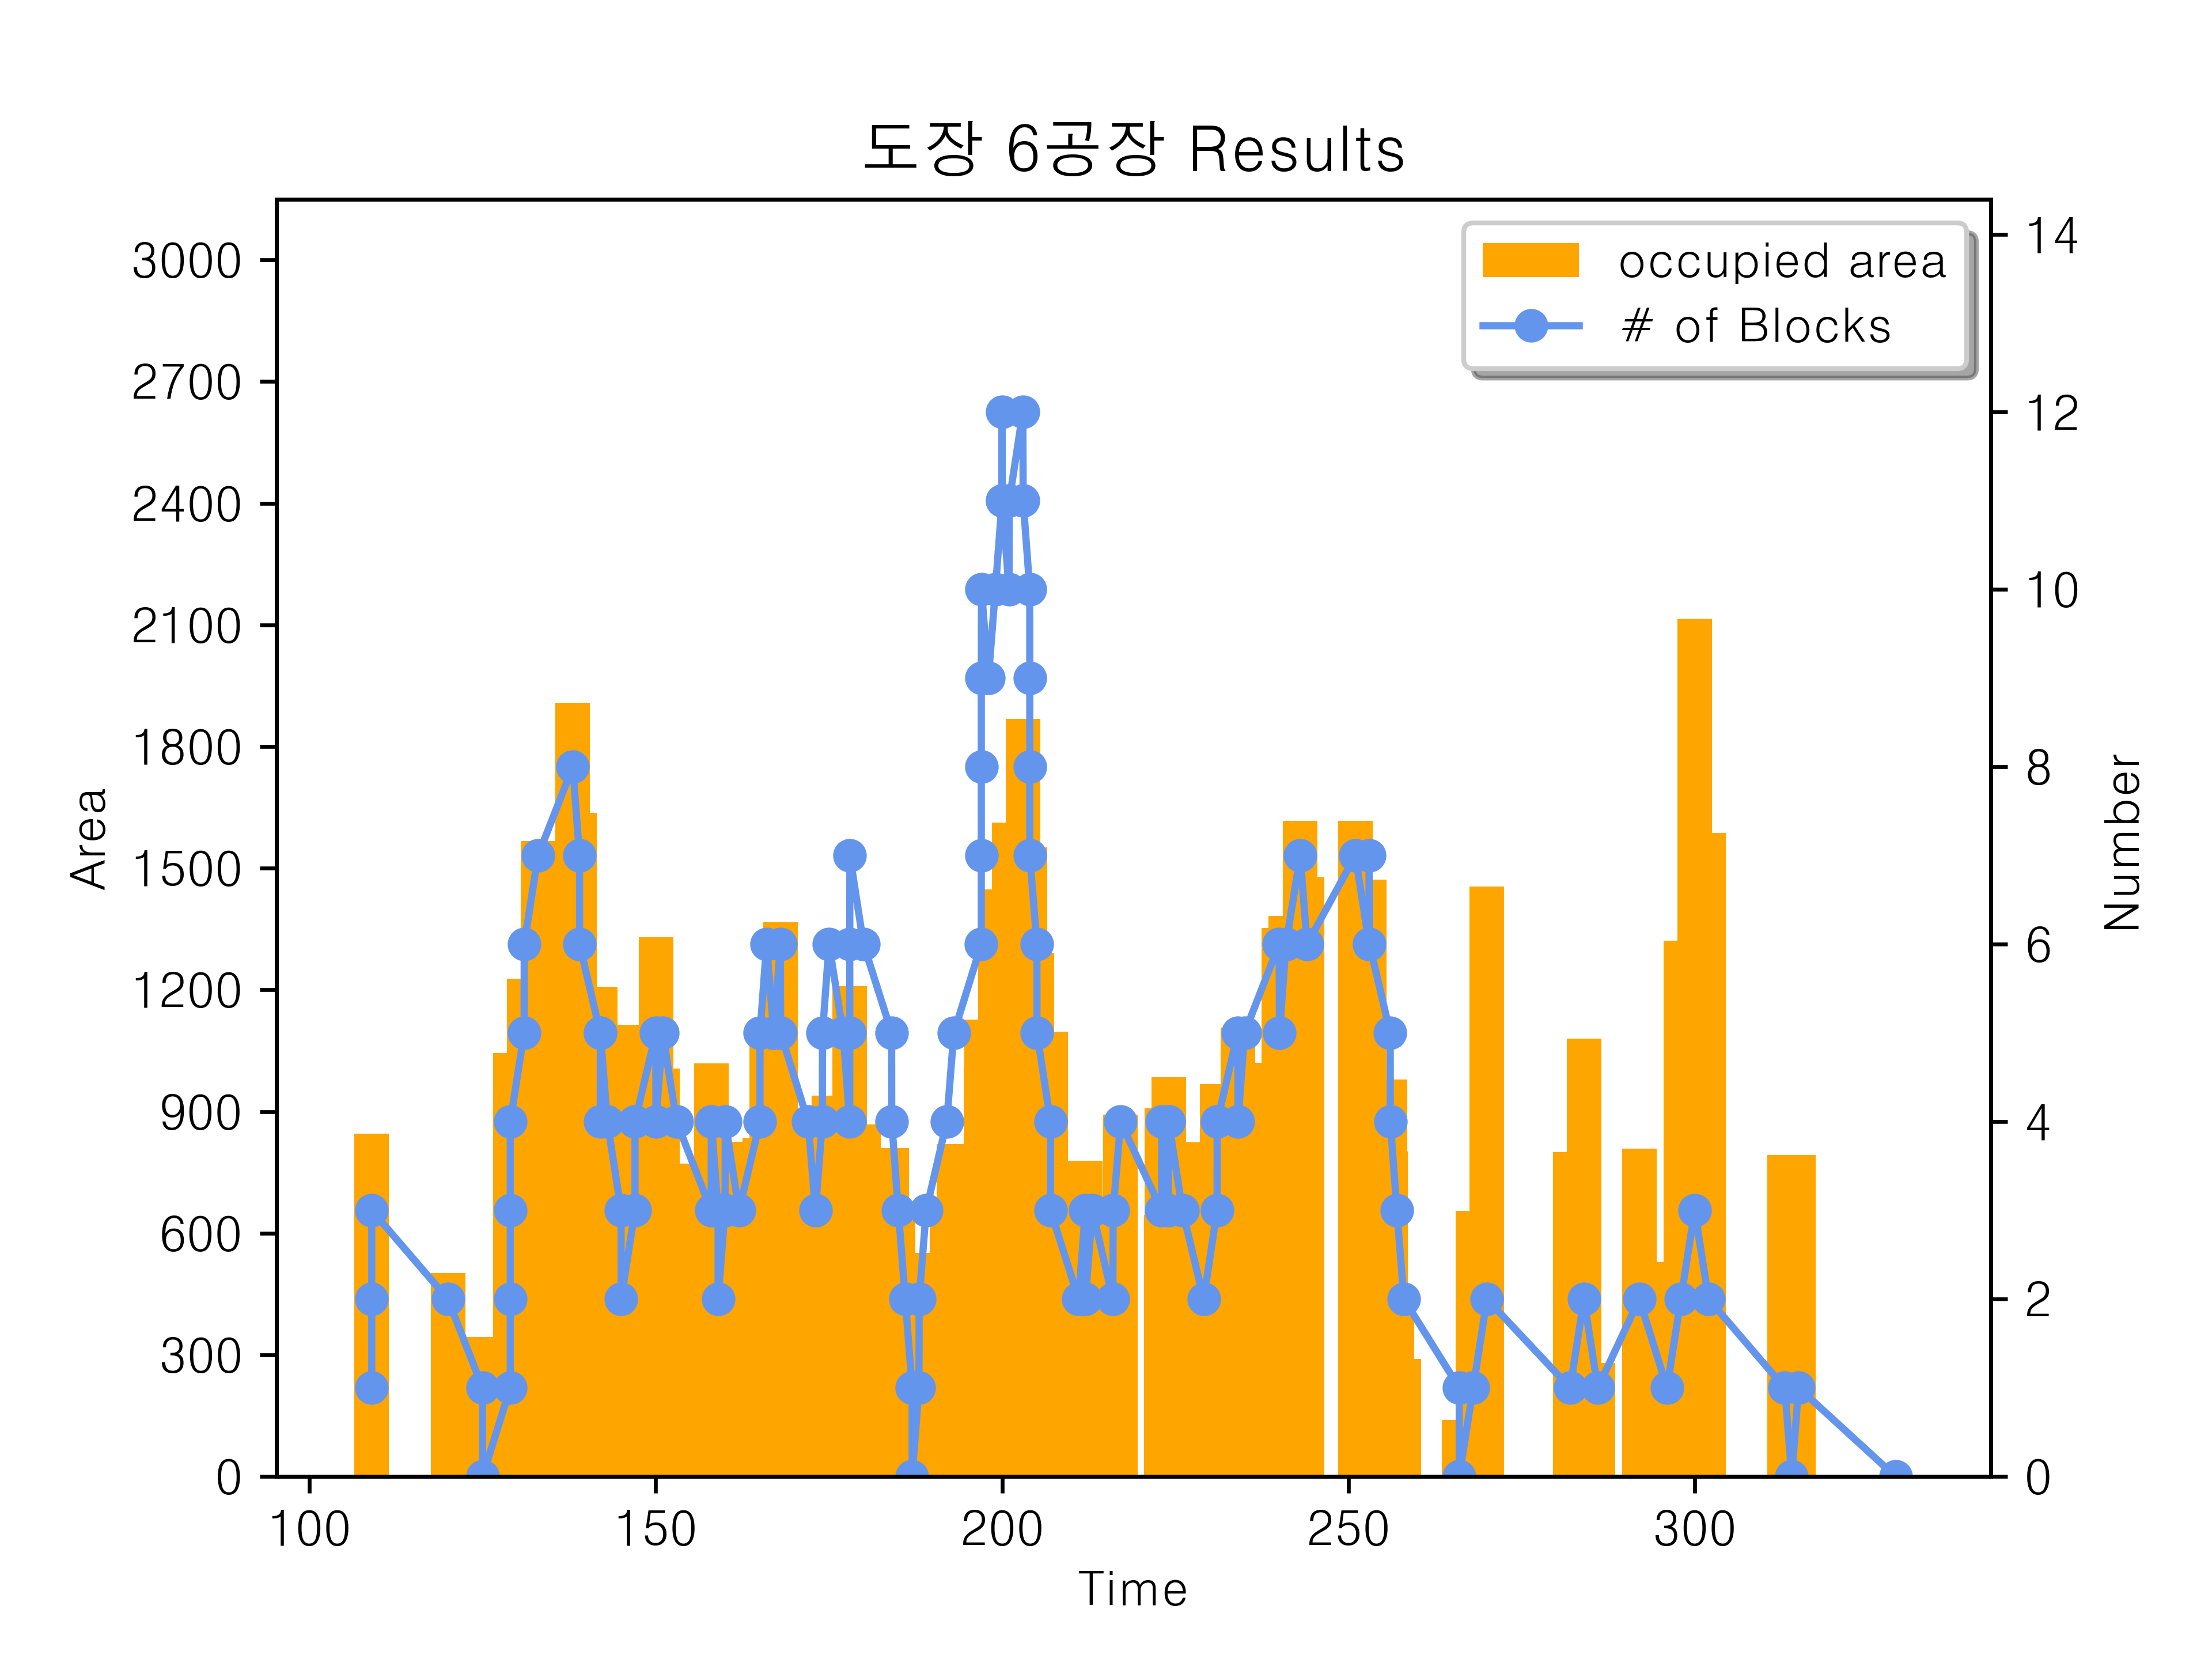 도장 6공장 Results
occupied area
# of Blocks
3000
2700
2400
2100
1800
1500
1200
900
600
300
0
Area
14
12
10
8
6
4
2
0
Number
100 150 200 250 300
Time